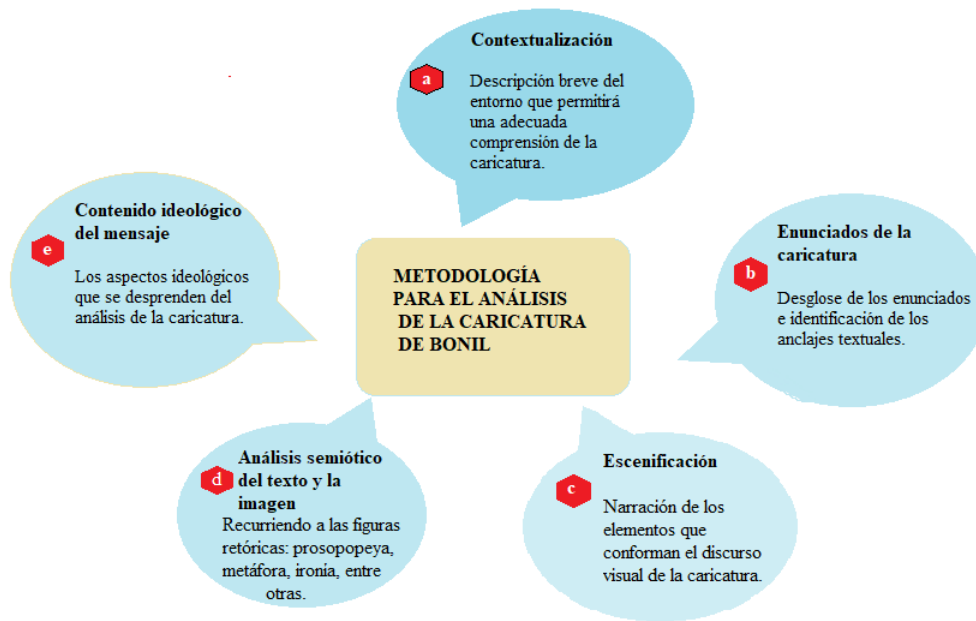 Contextualización
a
Descripción breve del
entorno que permitirá
una adecuada
comprensión de la
caricatura.
Contenido ideológico
del mensaje
e
Los aspectos ideológicos
que se desprenden del
análisis de la caricatura.
METODOLOGÍA
PARA EL ANÁLISIS
DE LA CARICATURA
DE BONIL
Enunciados de la
caricatura
b
Desglose de los enunciados
e identificación de los
anclajes textuales.
Análisis semiótico
d del texto y la
imagen
Recurriendo a las figuras
retóricas: prosopopeya,
metáfora, ironía, entre
otras.
Escenificación
c
Narración de los
elementos que
conforman el discurso
visual de la caricatura.